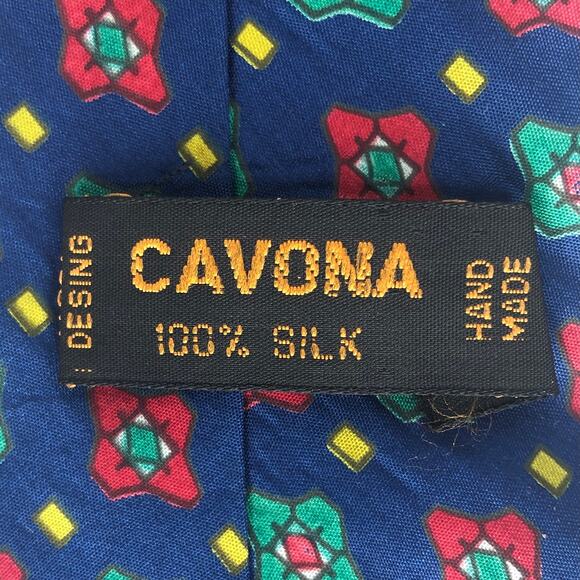 : DESING
CAVONA
100% SILK
HAND
MADE